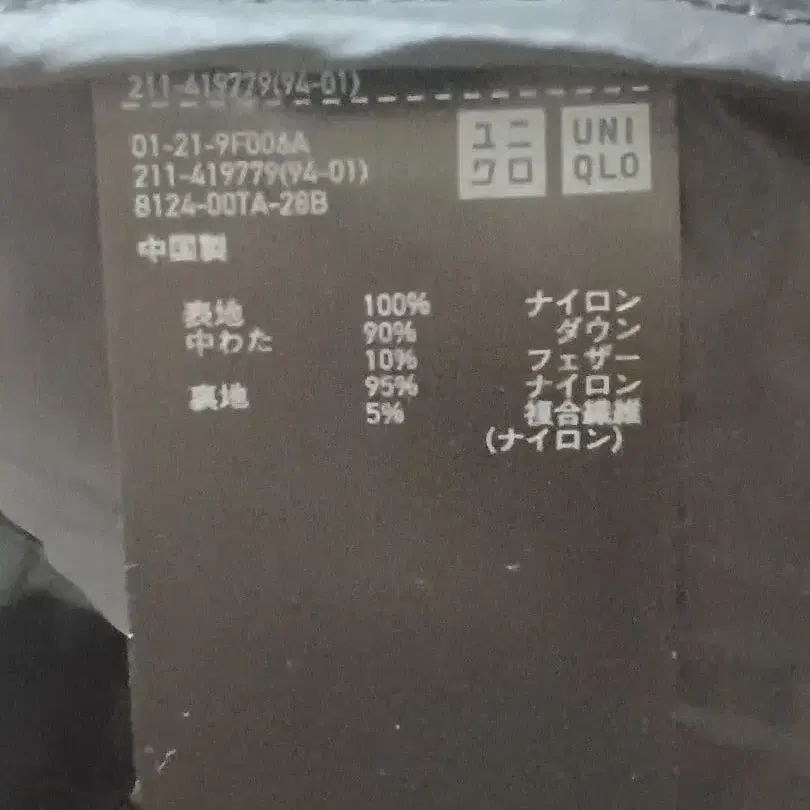 211-419779(94-01)
01-21-9F006A
211-419779(94-01)
8124-00TA-28B
ユニ
クロ
UNI
QLO
中国製
表地 100% ナイロン
中わた 90% ダウン
10% フェザー
裏地 95% ナイロン
5% 複合繊維
(ナイロン)